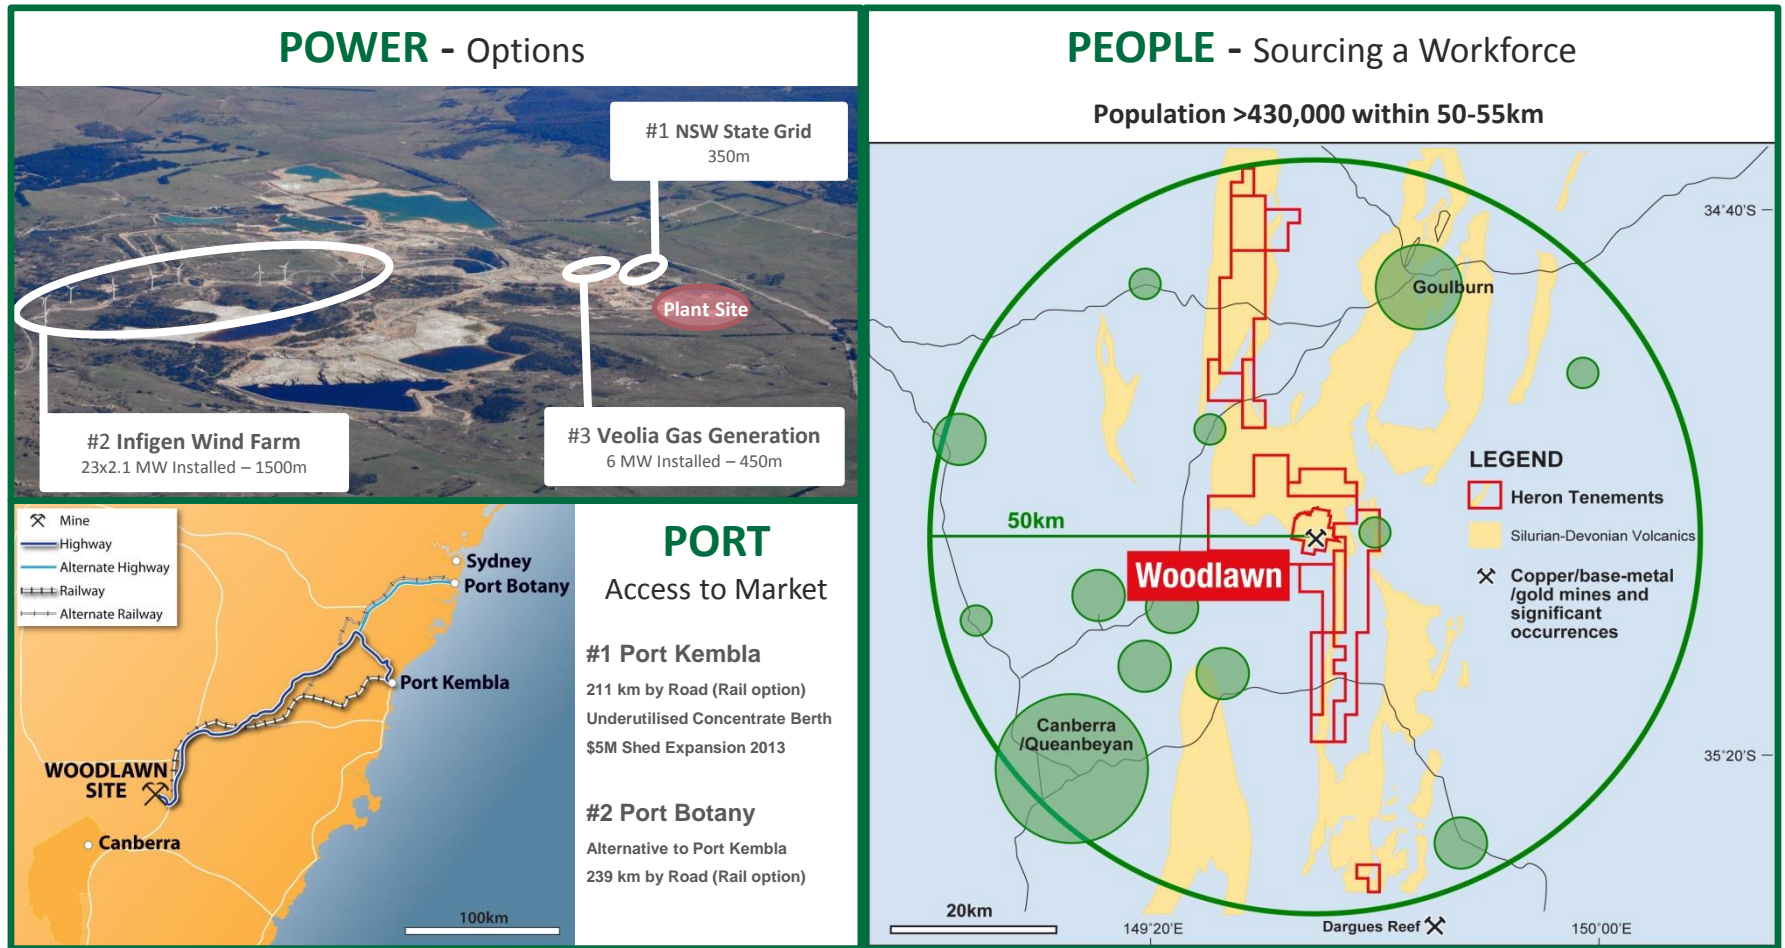 POWER - Options
#1 NSW State Grid
350m
Plant Site
#2 Infigen Wind Farm
23x2.1 MW Installed – 1500m
#3 Veolia Gas Generation
6 MW Installed – 450m
Mine
Highway
Alternate Highway
Railway
Alternate Railway
Sydney
Port Botany
Port Kembla
WOODLAWN
SITE
Canberra
100km
PORT
Access to Market
#1 Port Kembla
211 km by Road (Rail option)
Underutilised Concentrate Berth
$5M Shed Expansion 2013
#2 Port Botany
Alternative to Port Kembla
239 km by Road (Rail option)
PEOPLE - Sourcing a Workforce
Population >430,000 within 50-55km
34°40'S
Goulburn
LEGEND
Heron Tenements
Silurian-Devonian Volcanics
Copper/base-metal
/gold mines and
significant
occurrences
50km
Woodlawn
Canberra
/Queanbeyan
35°20'S
20km
149°20'E
Dargues Reef
150°00'E